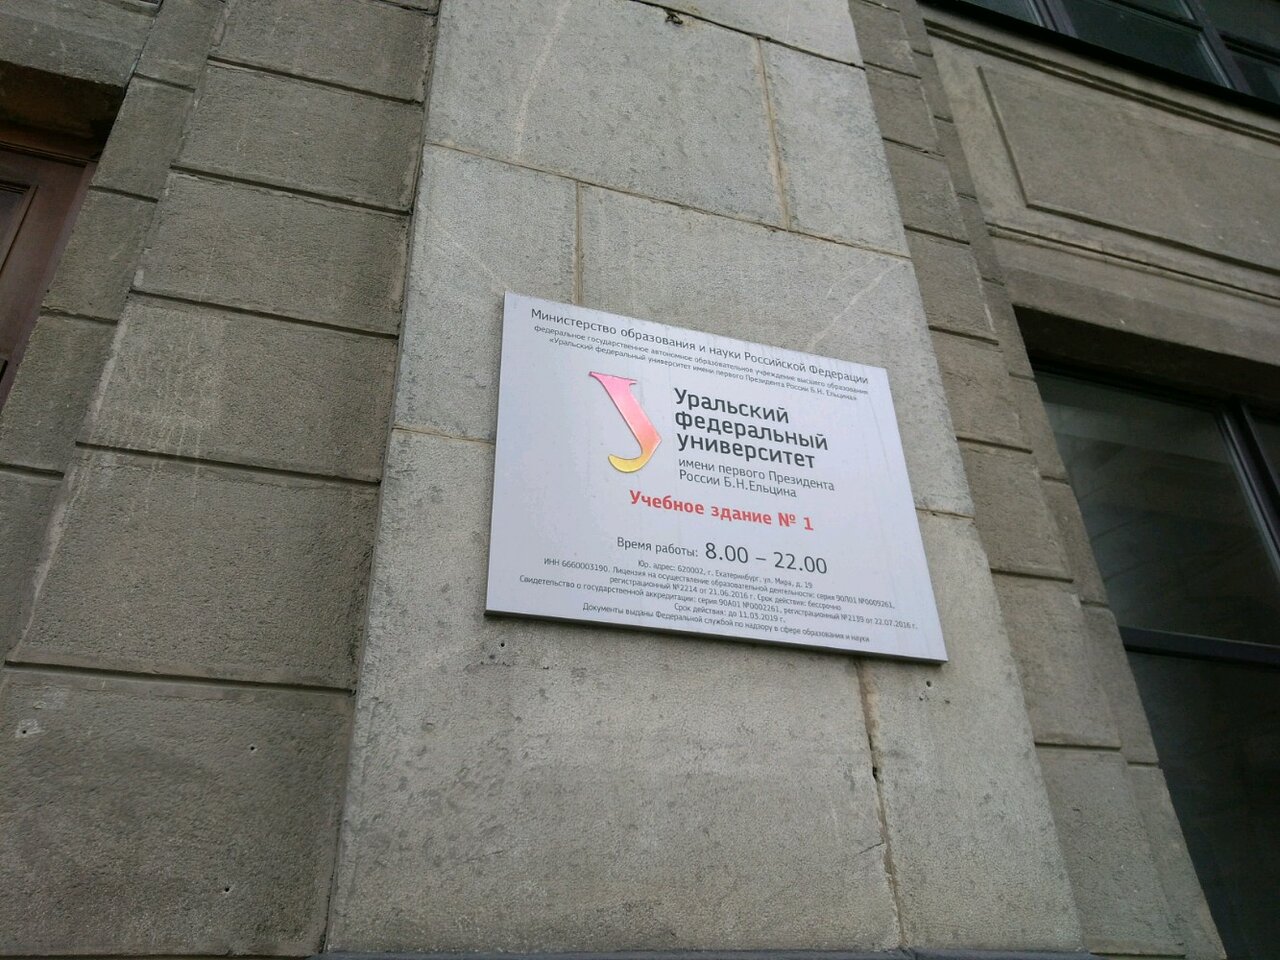 Министерство образования и науки Российской Федерации
федеральное государственное автономное образовательное учреждение высшего образования
«Уральский федеральный университет имени первого Президента России Б.Н. Ельцина»
Уральский
федеральный
университет
имени первого Президента
России Б.Н.Ельцина
Учебное здание № 1
Время работы: 8.00 – 22.00
Юр. адрес: 620002, г. Екатеринбург, ул. Мира, д. 19
ИНН 6660003190. Лицензия на осуществление образовательной деятельности: серия 90Л01 №0009261,
регистрационный №2214 от 21.06.2016 г. Срок действия: бессрочно
Свидетельство о государственной аккредитации: серия 90А01 №0002261, регистрационный №2139 от 22.07.2016 г.
Срок действия: до 11.03.2019 г.
Документы выданы Федеральной службой по надзору в сфере образования и науки